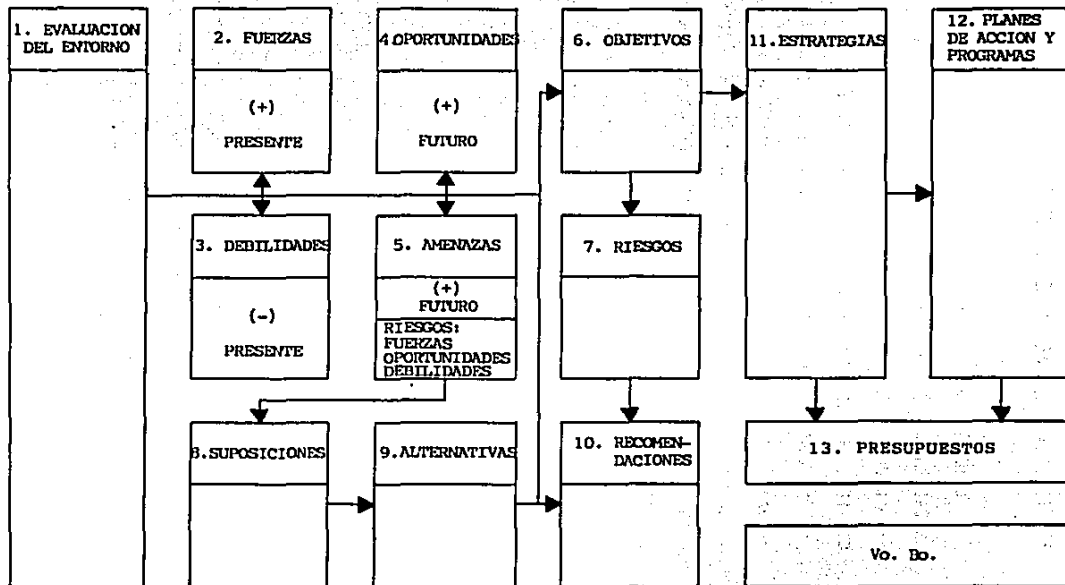 1. EVALUACION
DEL ENTORNO
2. FUERZAS
(+)
PRESENTE
3. DEBILIDADES
(-)
PRESENTE
4.OPORTUNIDADES
(+)
FUTURO
5. AMENAZAS
(+)
FUTURO
RIESGOS:
FUERZAS
OPORTUNIDADES
DEBILIDADES
6. OBJETIVOS
7. RIESGOS
8.SUPOSICIONES
9.ALTERNATIVAS
10. RECOMEN-
DACIONES
11.ESTRATEGIAS
12. PLANES
DE ACCION Y
PROGRAMAS
13. PRESUPUESTOS
Vo. Bo.